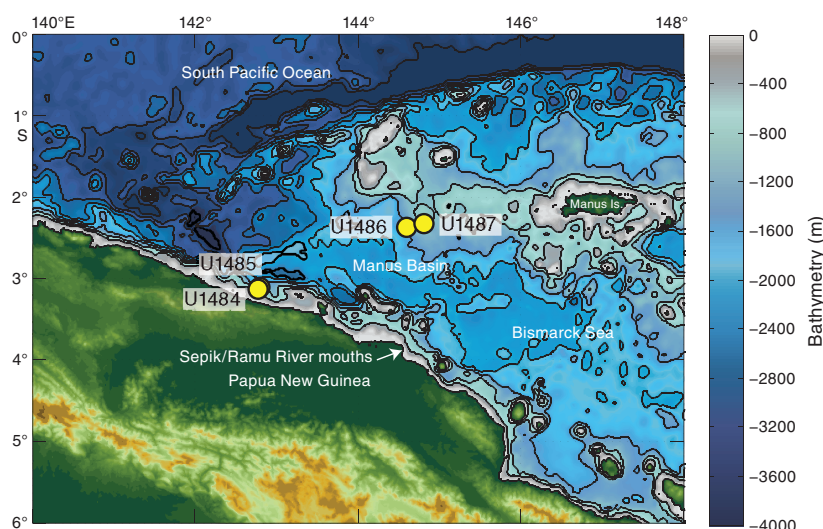 140°E 142° 144° 146° 148°
0°
1°
S
2°
3°
4°
5°
6°
South Pacific Ocean
Manus Is.
U1486 U1487
U1485
Manus Basin
U1484
Bismarck Sea
Sepik/Ramu River mouths
Papua New Guinea
0
−400
−800
−1200
−1600
−2000
−2400
−2800
−3200
−3600
−4000
Bathymetry (m)